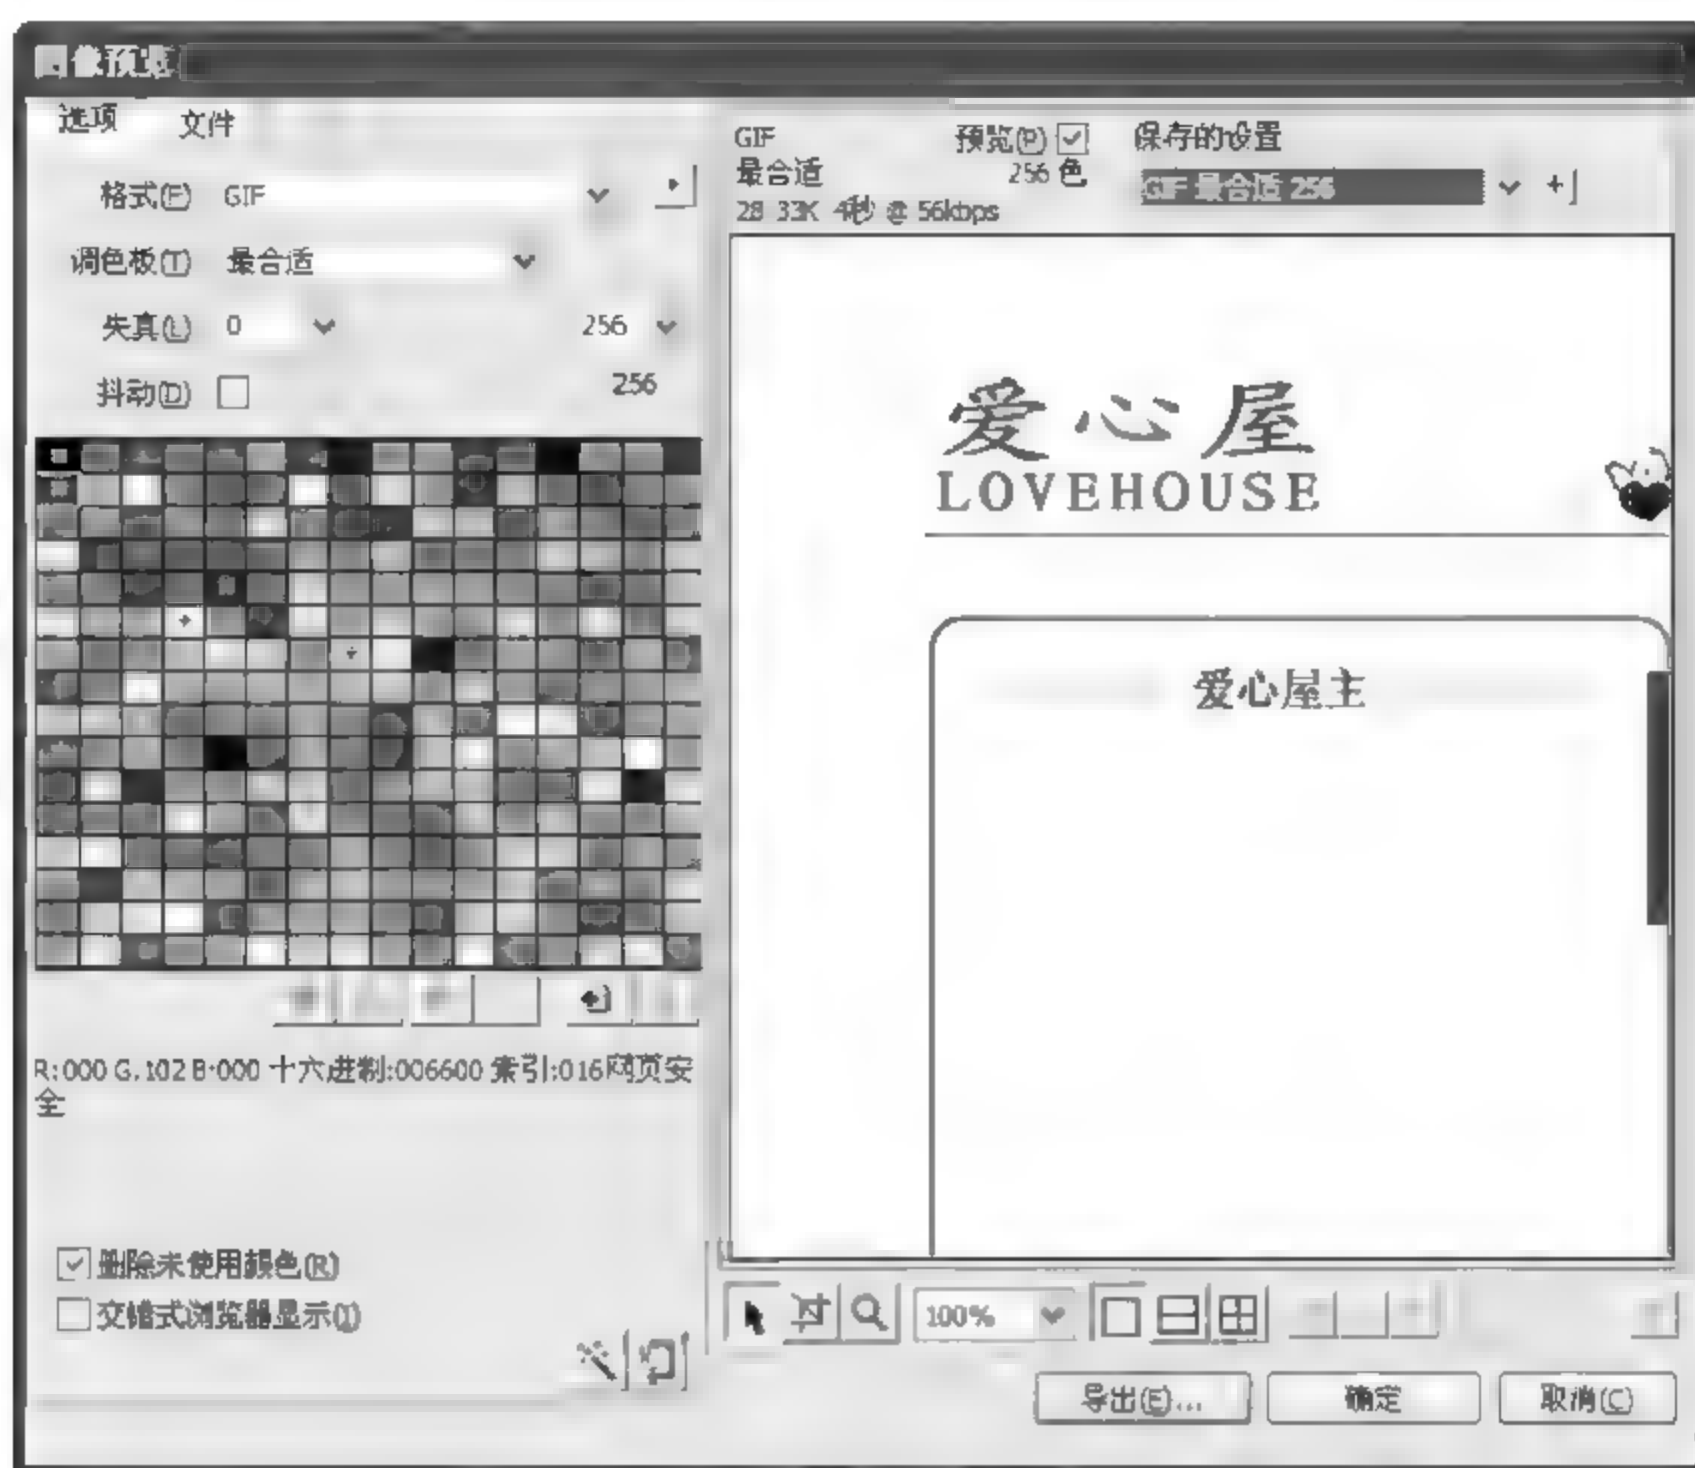 图像预览
选项 文件
格式(F) GIF
调色板(T) 最合适
失真(L) 0 256
抖动(D) 256
R:000 G.102 B:000 十六进制:006600 索引:016网页安
全
删除未使用颜色(R)
交错式浏览器显示(I)
GIF 预览(P) 保存的设置
最合适 256 色 GIF 最合适 256
28 33K 4秒 @ 56kbps
爱心屋
LOVEHOUSE
爱心屋主
100%
导出(E)... 确定 取消(C)